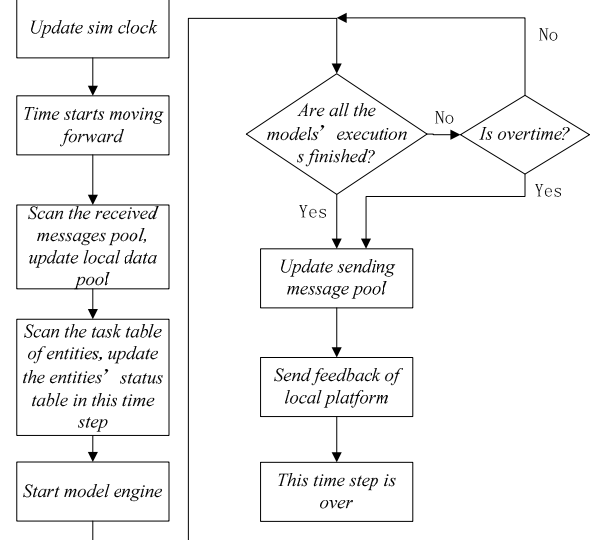 Update sim clock
Time starts moving
forward
Scan the received
messages pool,
update local data
pool
Scan the task table
of entities, update
the entities’ status
table in this time
step
Start model engine
Are all the
models’ execution
s finished?
No
Is overtime?
No
Yes
Yes
Update sending
message pool
Send feedback of
local platform
This time step is
over